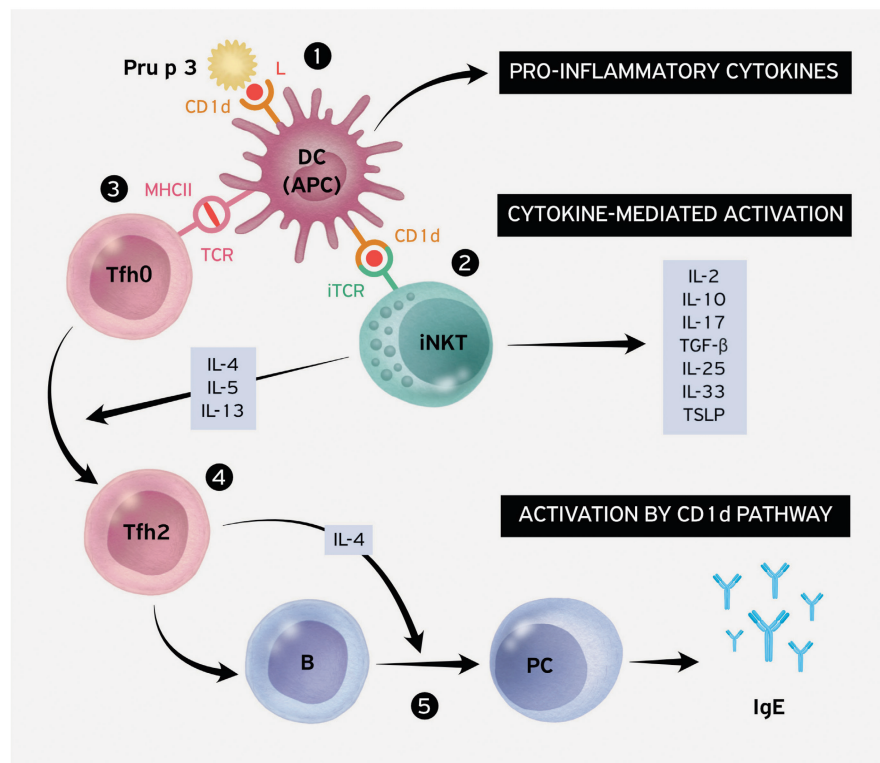 1
Pru p 3
L
CD1d
PRO-INFLAMMATORY CYTOKINES
DC
(APC)
3
MHCII
TCR
CYTOKINE-MEDIATED ACTIVATION
CD1d
2
iTCR
Tfh0
iNKT
IL-2
IL-10
IL-17
TGF-β
IL-25
IL-33
TSLP
IL-4
IL-5
IL-13
4
Tfh2
ACTIVATION BY CD1d PATHWAY
IL-4
B
PC
5
IgE